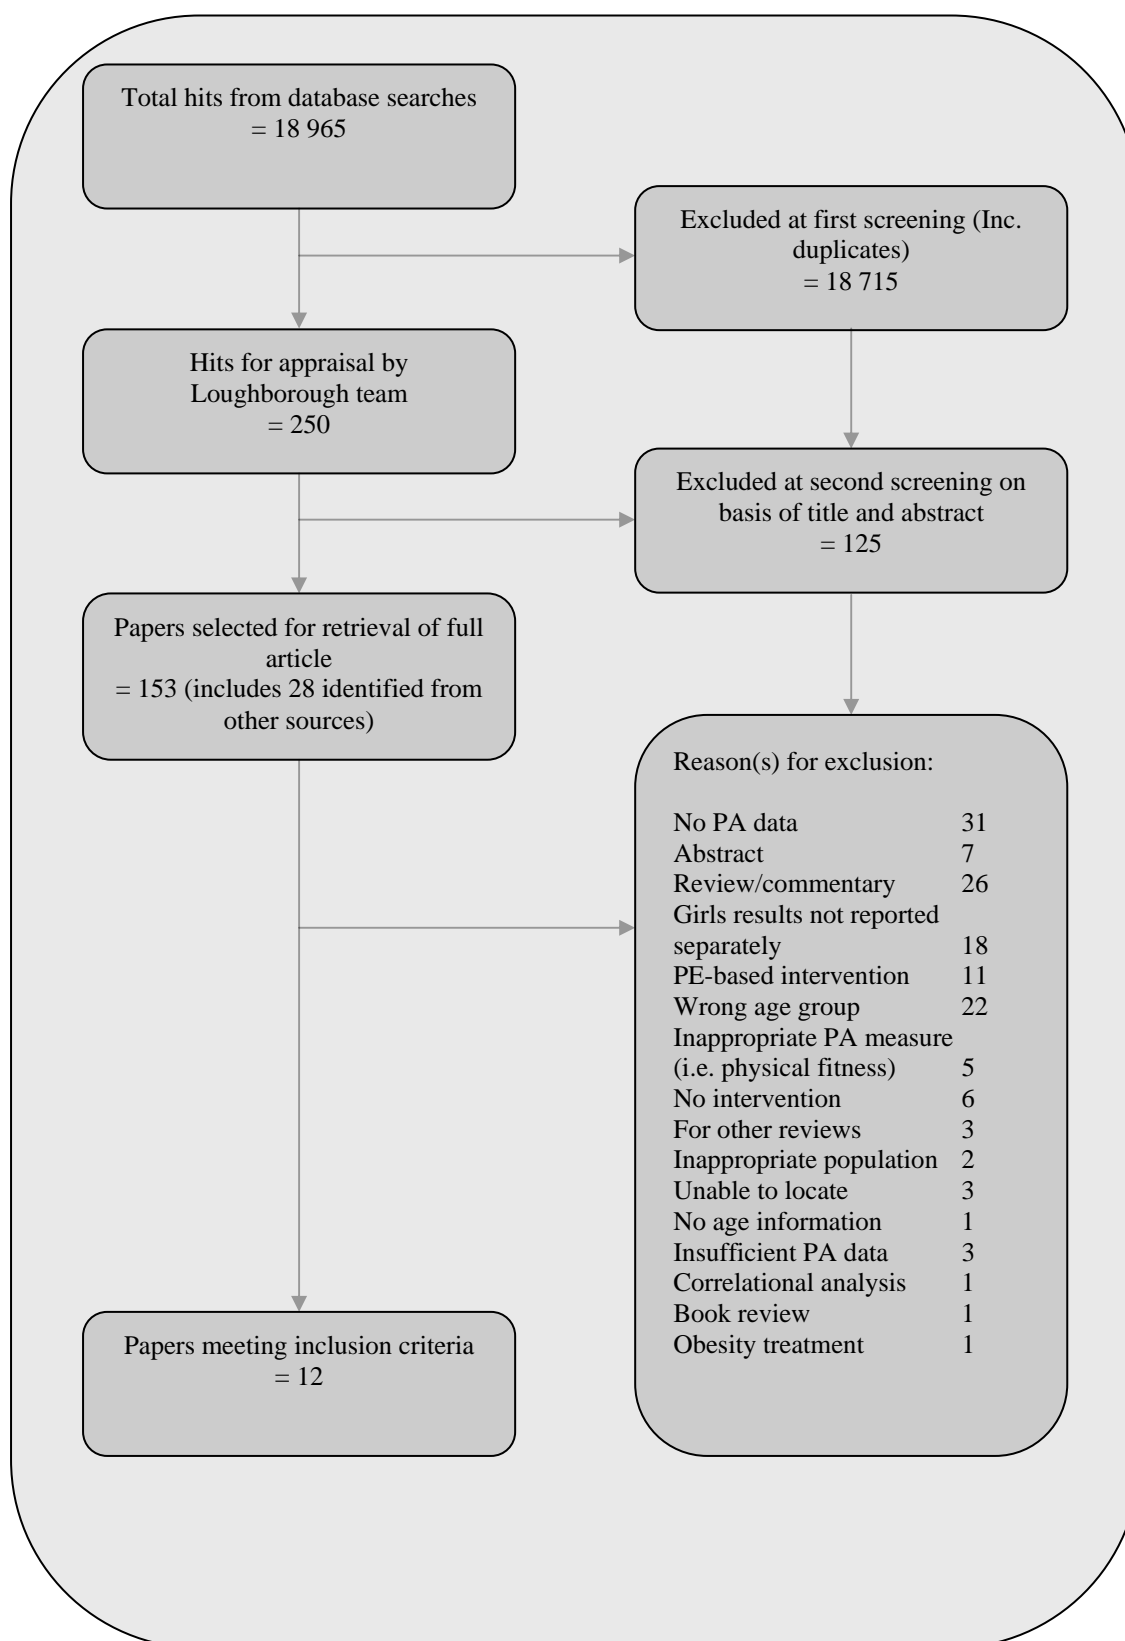 Total hits from database searches
= 18 965
Excluded at first screening (Inc.
duplicates)
= 18 715
Hits for appraisal by
Loughborough team
= 250
Excluded at second screening on
basis of title and abstract
= 125
Papers selected for retrieval of full
article
= 153 (includes 28 identified from
other sources)
Reason(s) for exclusion:
No PA data 31
Abstract 7
Review/commentary 26
Girls results not reported
separately 18
PE-based intervention 11
Wrong age group 22
Inappropriate PA measure
(i.e. physical fitness) 5
No intervention 6
For other reviews 3
Inappropriate population 2
Unable to locate 3
No age information 1
Insufficient PA data 3
Correlational analysis 1
Book review 1
Obesity treatment 1
Papers meeting inclusion criteria
= 12